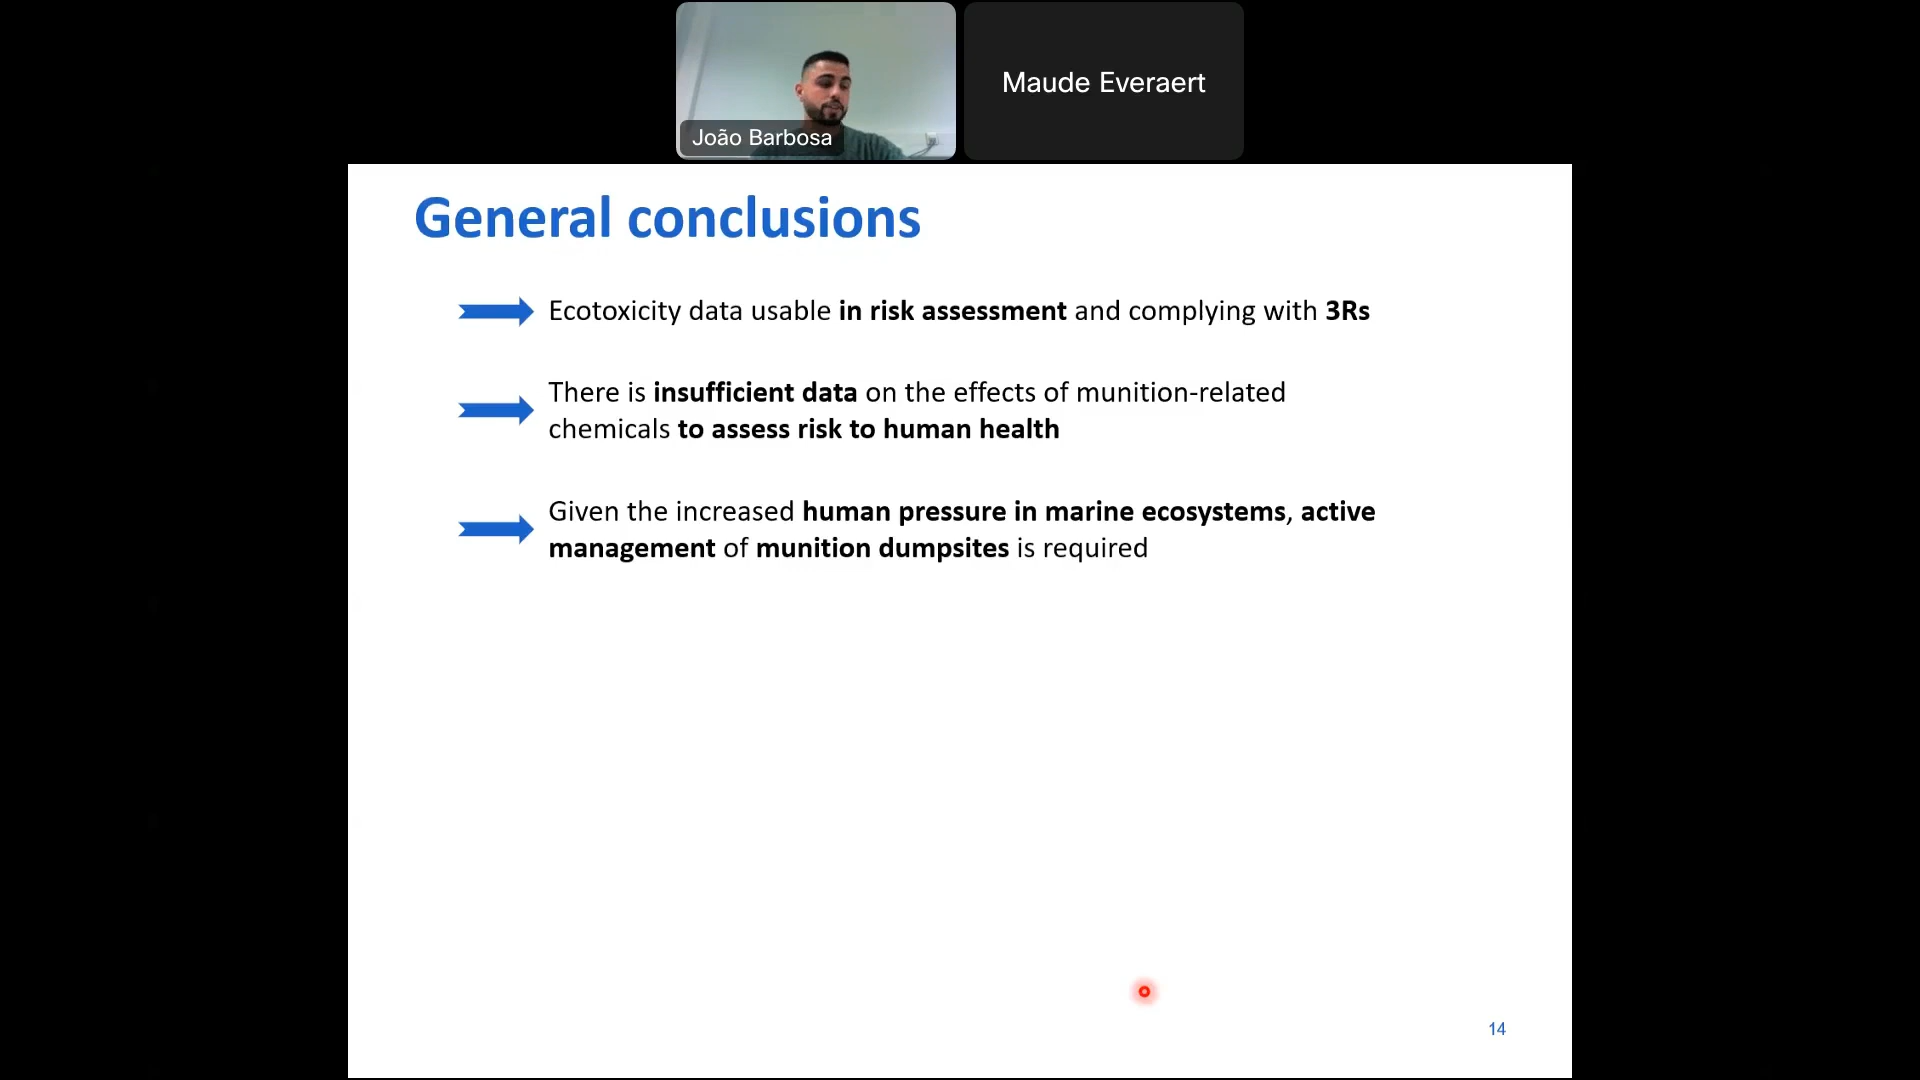 João Barbosa
Maude Everaert
General conclusions
Ecotoxicity data usable in risk assessment and complying with 3Rs
There is insufficient data on the effects of munition-related
chemicals to assess risk to human health
Given the increased human pressure in marine ecosystems, active
management of munition dumpsites is required
14